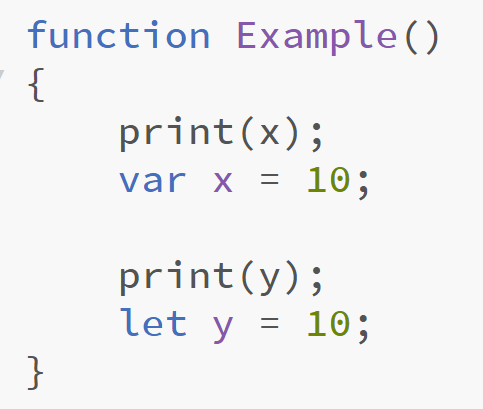 function Example()
{
    print(x);
    var x = 10;

    print(y);
    let y = 10;
}